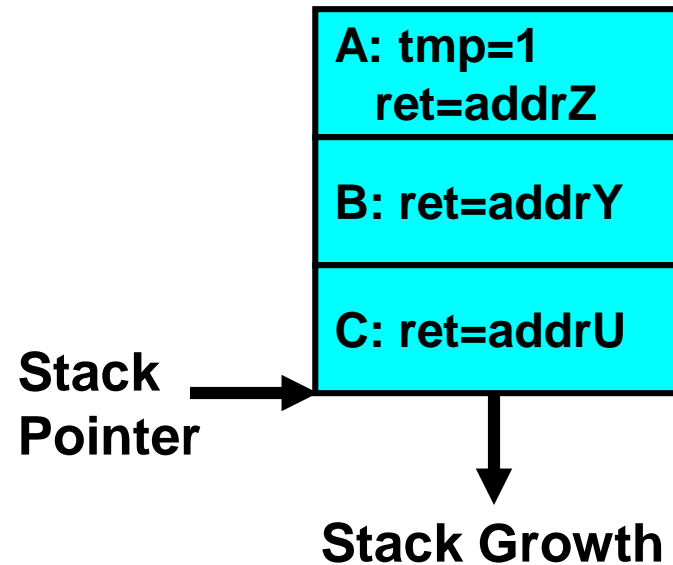 A: tmp=1
ret=addrZ
B: ret=addrY
C: ret=addrU
Stack
Pointer
Stack Growth